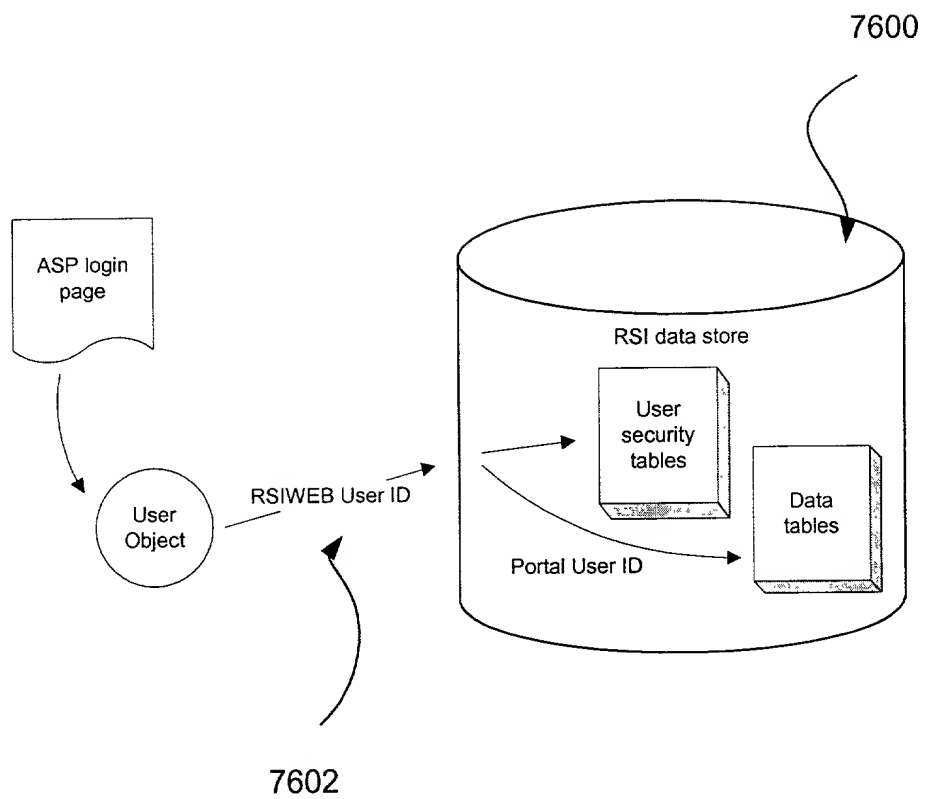 7600
ASP login
page
RSI data store
User
security
tables
Data
tables
RSIWEB User ID
User
Object
Portal User ID
7602